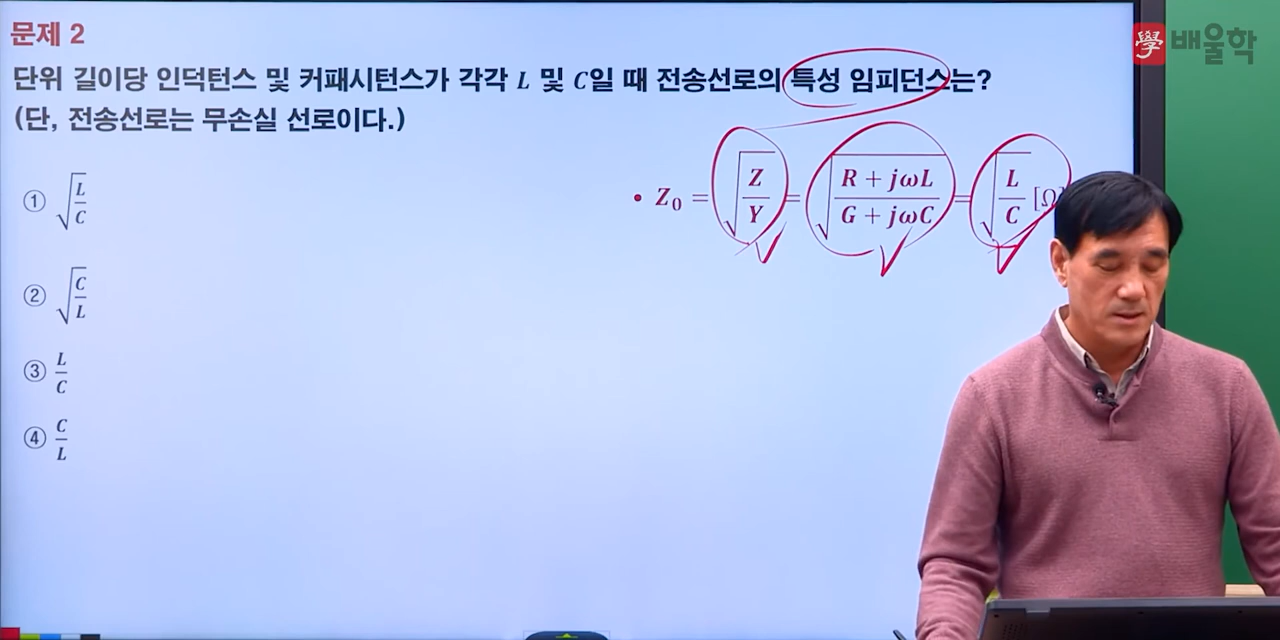 문제 2
學 배울학
단위 길이당 인덕턴스 및 커패시턴스가 각각 L 및 C일 때 전송선로의 특성 임피던스는?
(단, 전송선로는 무손실 선로이다.)
• Z₀ = √(Z/Y) = √((R + jωL)/(G + jωC)) = √(L/C) [Ω]
① √(L/C)
② √(C/L)
③ L/C
④ C/L